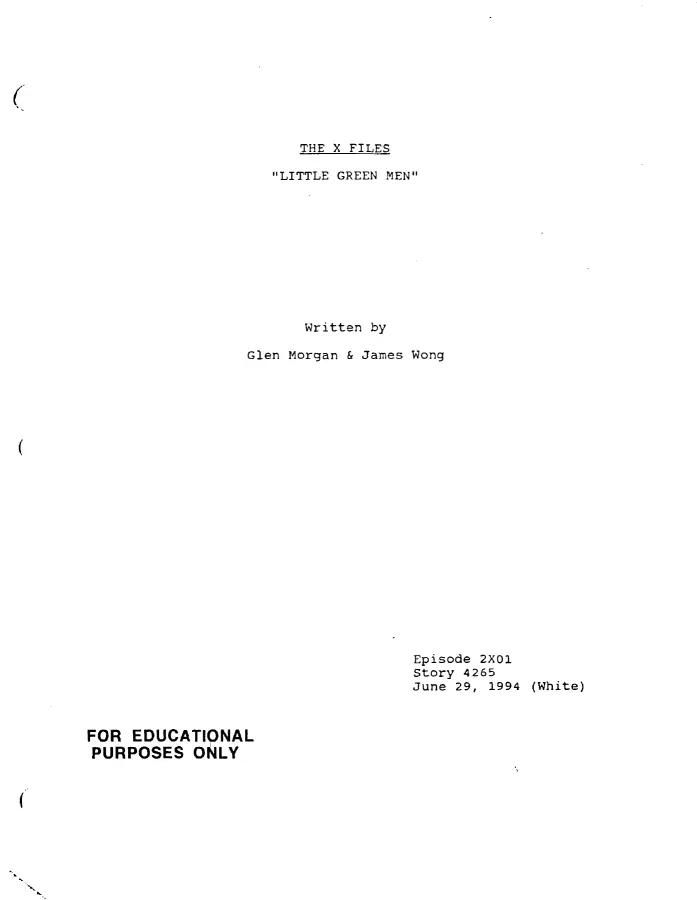 THE X FILES
"LITTLE GREEN MEN"
Written by
Glen Morgan & James Wong
Episode 2X01
Story 4265
June 29, 1994 (White)
FOR EDUCATIONAL
PURPOSES ONLY